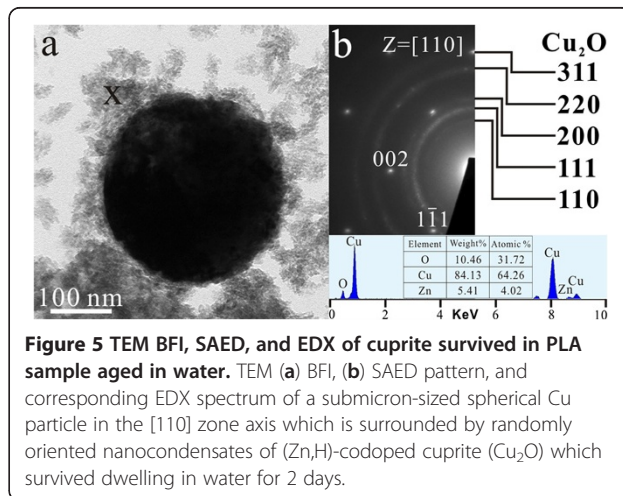 a
X
100 nm
b
Z=[110]
002
11̄1
Cu₂O
311
220
200
111
110
Cu
O
Element Weight% Atomic %
O 10.46 31.72
Cu 84.13 64.26
Zn 5.41 4.02
Cu
Zn
Cu
0 2 4 KeV 8 10
Figure 5 TEM BFI, SAED, and EDX of cuprite survived in PLA
sample aged in water. TEM (a) BFI, (b) SAED pattern, and
corresponding EDX spectrum of a submicron-sized spherical Cu
particle in the [110] zone axis which is surrounded by randomly
oriented nanocondensates of (Zn,H)-codoped cuprite (Cu₂O) which
survived dwelling in water for 2 days.